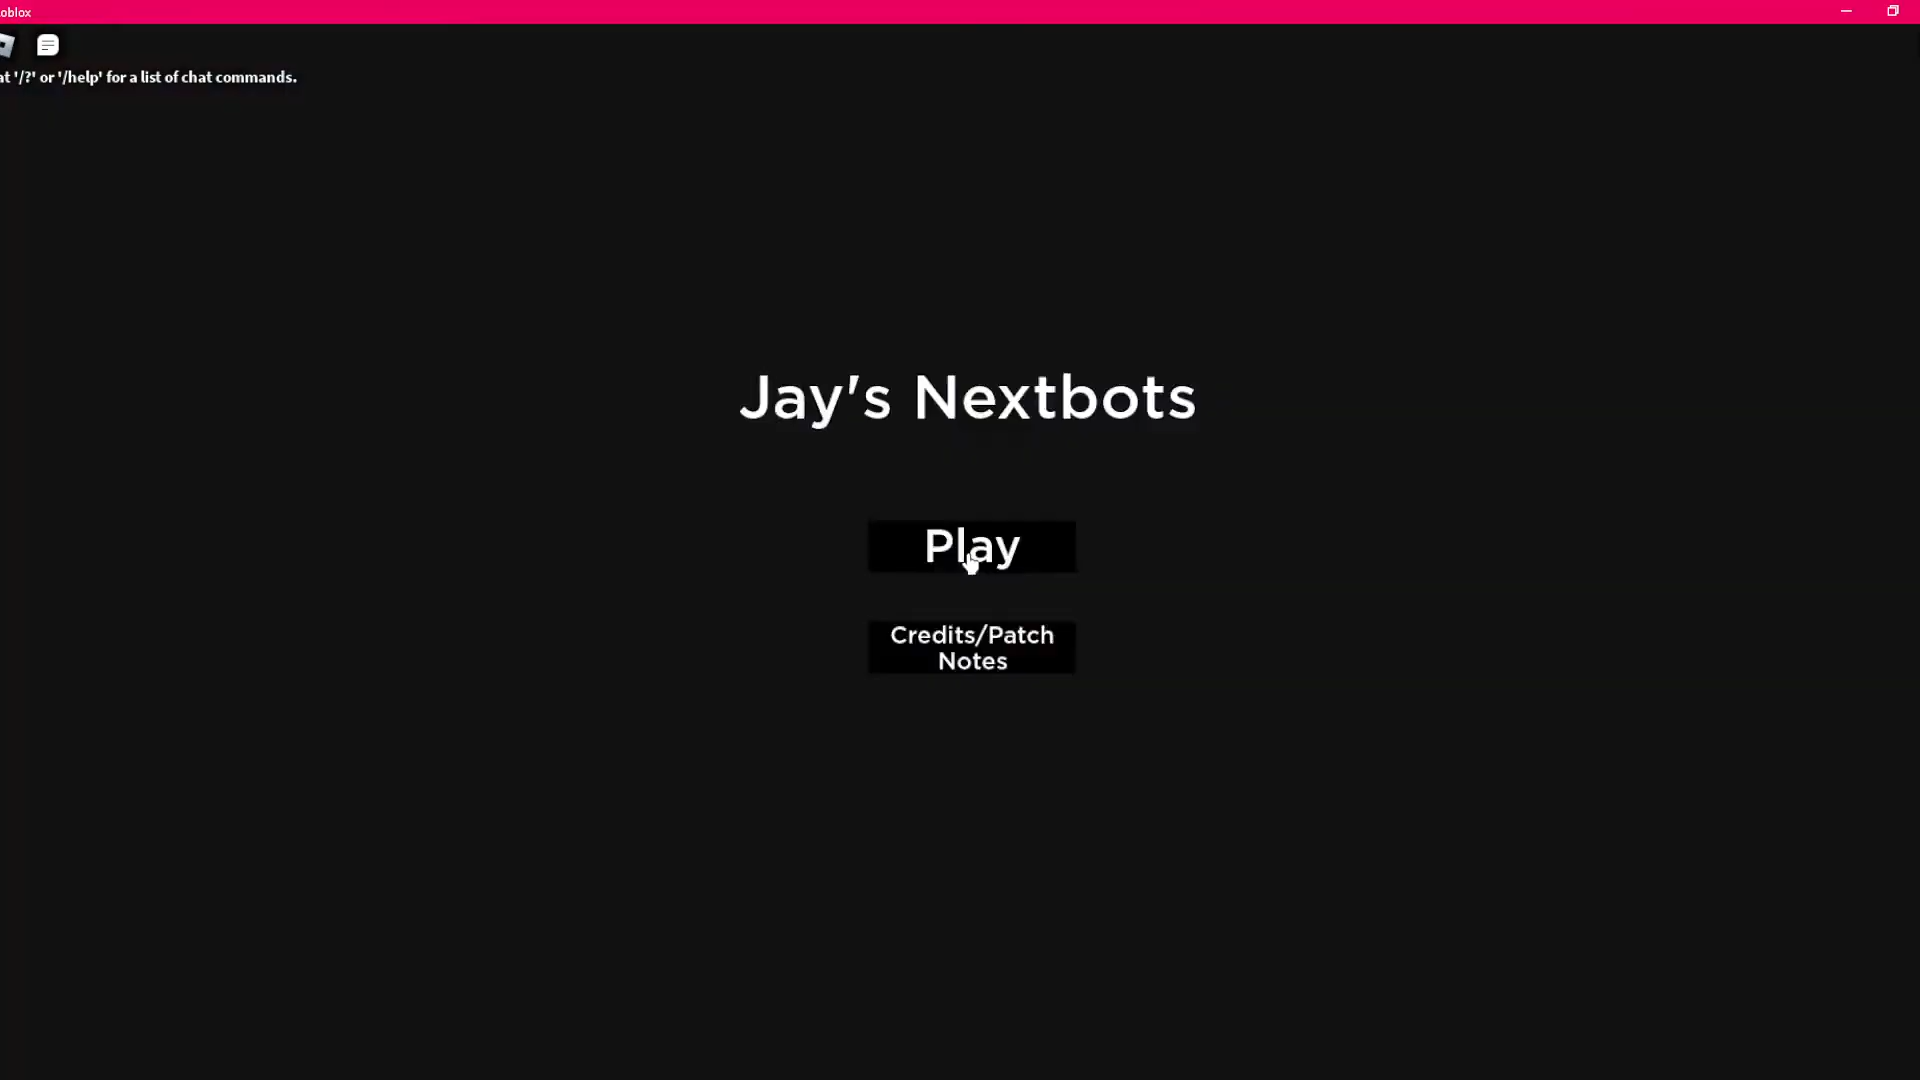 oblox
at '/?' or '/help' for a list of chat commands.
Jay's Nextbots
Play
Credits/Patch
Notes